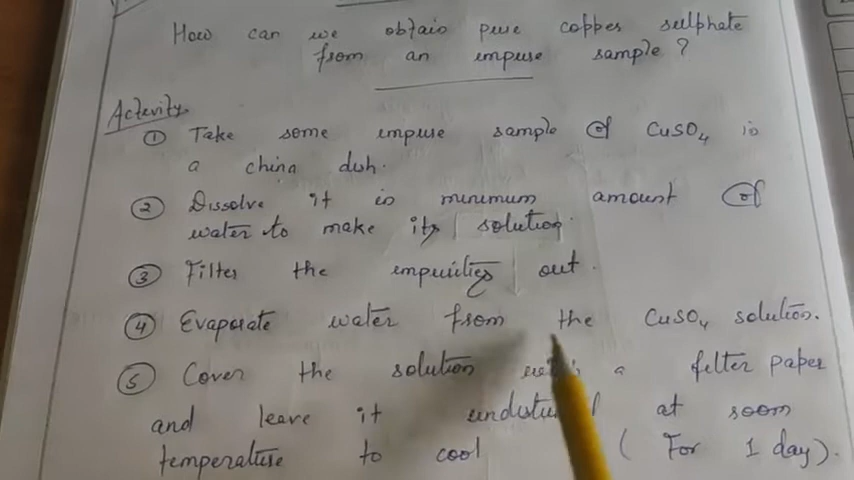 How can we obtain pure copper sulphate
from an impure sample ?
Activity
① Take some impure sample of CuSO4 in
a china dish.
② Dissolve it in minimum amount of
water to make its solution.
③ Filter the impurities out.
④ Evaporate water from the CuSO4 solution.
⑤ Cover the solution a filter paper
and leave it at room
temperature to cool (For 1 day).